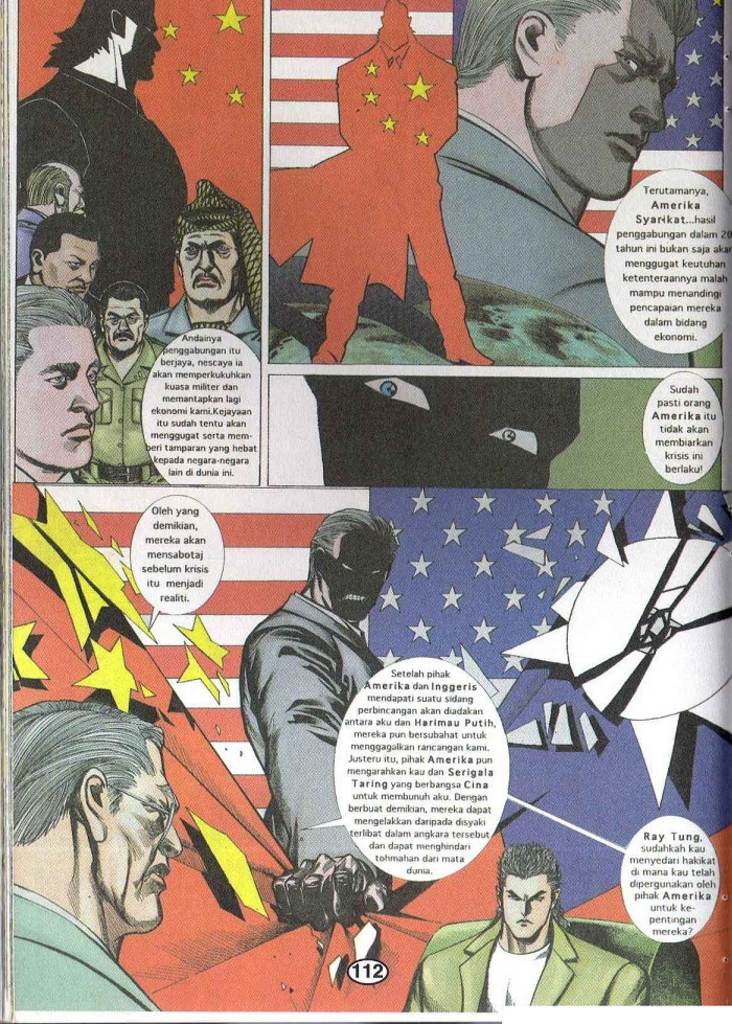 Andainya
penggabungan itu
berjaya, nescaya ia
akan memperkukuhkan
kuasa militer dan
memantapkan lagi
ekonomi kami.Kejayaan
itu sudah tentu akan
menggugat serta mem-
beri tamparan yang hebat
kepada negara-negara
lain di dunia ini.
Terutamanya,
Amerika
Syarikat...hasil
penggabungan dalam 20
tahun ini bukan saja akan
menggugat keutuhan
ketenteraannya malah
mampu menandingi
pencapaian mereka
dalam bidang
ekonomi.
Sudah
pasti orang
Amerika itu
tidak akan
membiarkan
krisis ini
berlaku!
Oleh yang
demikian,
mereka akan
mensabotaj
sebelum krisis
itu menjadi
realiti.
Setelah pihak
Amerika dan Inggeris
mendapati suatu sidang
perbincangan akan diadakan
antara aku dan Harimau Putih,
mereka pun bersubahat untuk
menggagalkan rancangan kami.
Justeru itu, pihak Amerika pun
mengarahkan kau dan Serigala
Taring yang berbangsa Cina
untuk membunuh aku. Dengan
berbuat demikian, mereka dapat
mengelakkan daripada disyaki
terlibat dalam angkara tersebut
dan dapat menghindari
tohmahan dari mata
dunia.
Ray Tung,
sudahkah kau
menyedari hakikat
di mana kau telah
dipergunakan oleh
pihak Amerika
untuk ke-
pentingan
mereka?
112